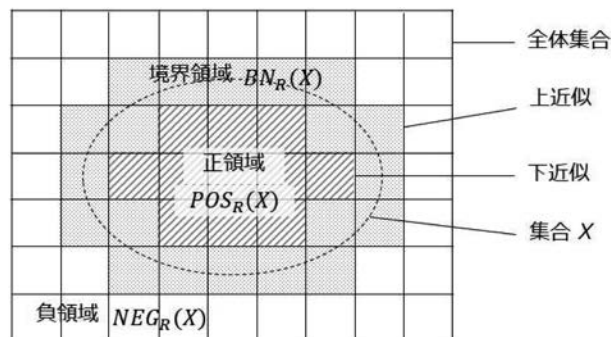 全体集合
境界領域 BN_R(X)
上近似
正領域
下近似
POS_R(X)
集合 X
負領域 NEG_R(X)